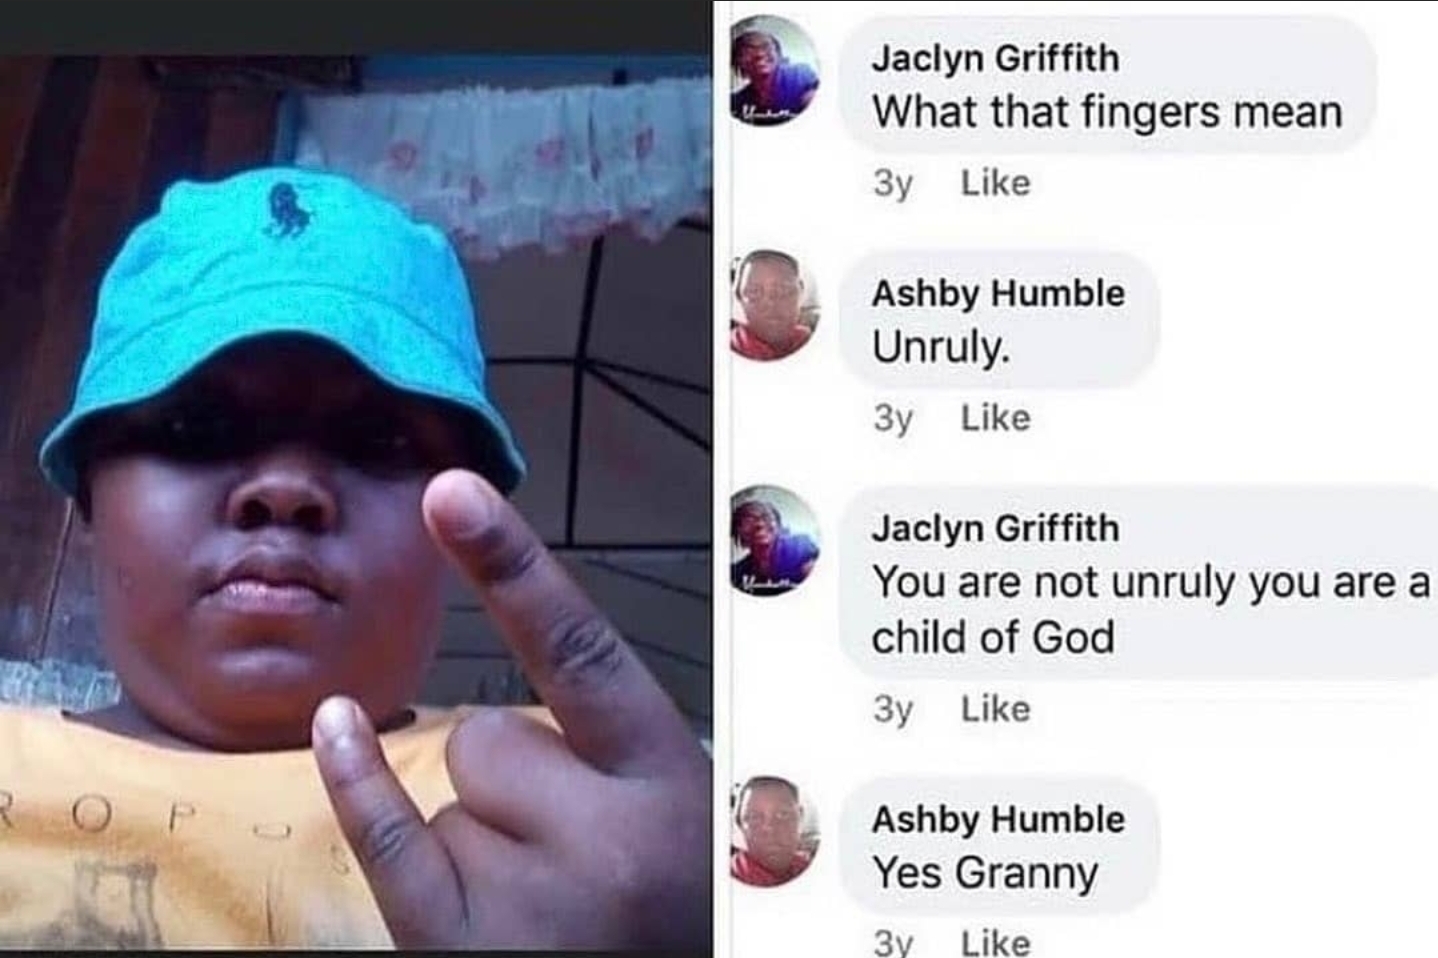 R O P
Jaclyn Griffith
What that fingers mean
3y Like
Ashby Humble
Unruly.
3y Like
Jaclyn Griffith
You are not unruly you are a
child of God
3y Like
Ashby Humble
Yes Granny
3y Like